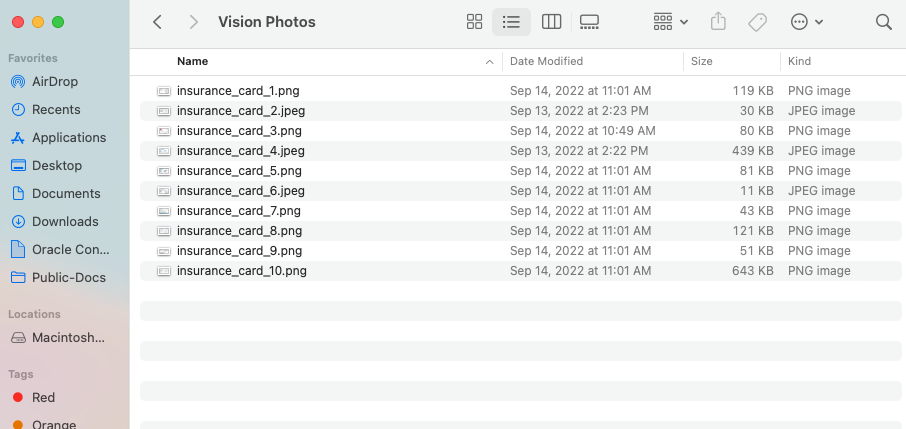 Vision Photos
Favorites
AirDrop
Recents
Applications
Desktop
Documents
Downloads
Oracle Con...
Public-Docs
Locations
Macintosh...
Tags
Red
Orange
Name Date Modified Size Kind
insurance_card_1.png Sep 14, 2022 at 11:01 AM 119 KB PNG image
insurance_card_2.jpeg Sep 13, 2022 at 2:23 PM 30 KB JPEG image
insurance_card_3.png Sep 14, 2022 at 10:49 AM 80 KB PNG image
insurance_card_4.jpeg Sep 13, 2022 at 2:22 PM 439 KB JPEG image
insurance_card_5.png Sep 14, 2022 at 11:01 AM 81 KB PNG image
insurance_card_6.jpeg Sep 14, 2022 at 11:01 AM 11 KB JPEG image
insurance_card_7.png Sep 14, 2022 at 11:01 AM 43 KB PNG image
insurance_card_8.png Sep 14, 2022 at 11:01 AM 121 KB PNG image
insurance_card_9.png Sep 14, 2022 at 11:01 AM 51 KB PNG image
insurance_card_10.png Sep 14, 2022 at 11:01 AM 643 KB PNG image